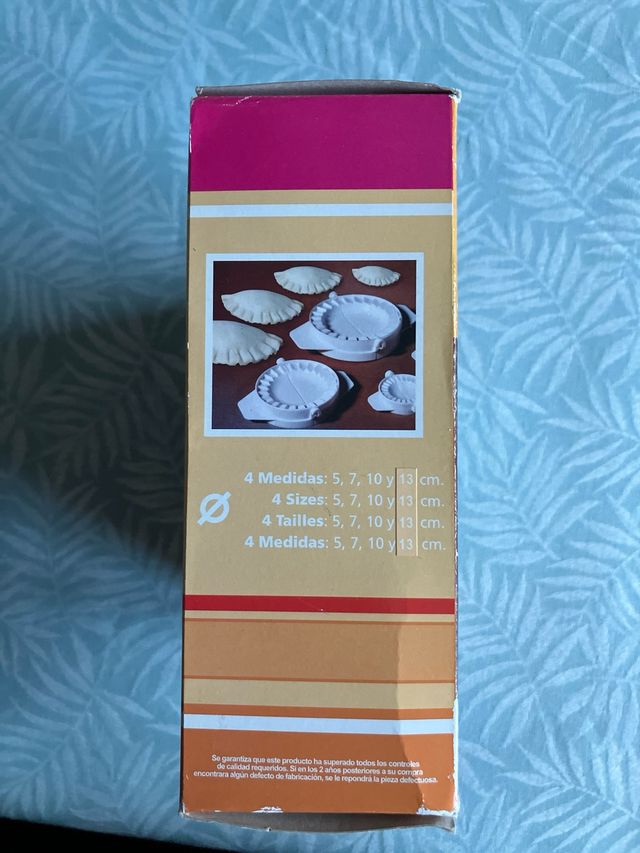 4 Medidas: 5, 7, 10 y 13 cm.
4 Sizes: 5, 7, 10 y 13 cm.
4 Tailles: 5, 7, 10 y 13 cm.
4 Medidas: 5, 7, 10 y 13 cm.
Se garantiza que este producto ha superado todos los controles
de calidad requeridos. Si en los 2 años posteriores a su compra
encontrara algún defecto de fabricación, se le repondrá la pieza defectuosa.